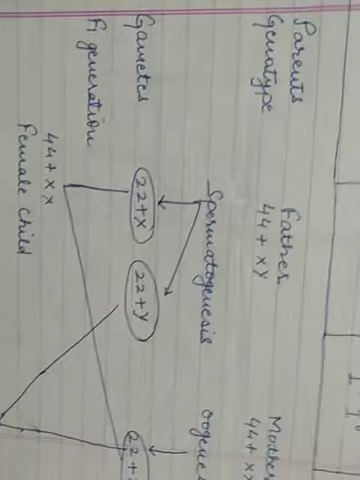 Parents Father Mother
Genotype 44 + xy 44 + xx
Spermatogenesis
Gametes 22+x 22+y
F1 generation
44 + xx
Female child